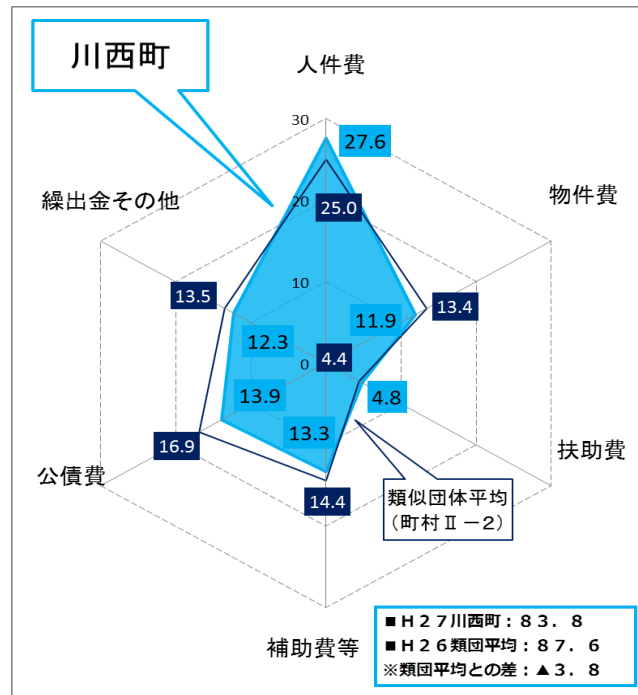 川西町
人件費
30
27.6
繰出金その他
物件費
20
25.0
13.5
10
11.9
13.4
12.3
0
4.4
13.9
4.8
13.3
16.9
扶助費
公債費
14.4
類似団体平均
(町村Ⅱ－2)
補助費等
■Ｈ２７川西町：８３．８
■Ｈ２６類団平均：８７．６
※類団平均との差：▲３．８